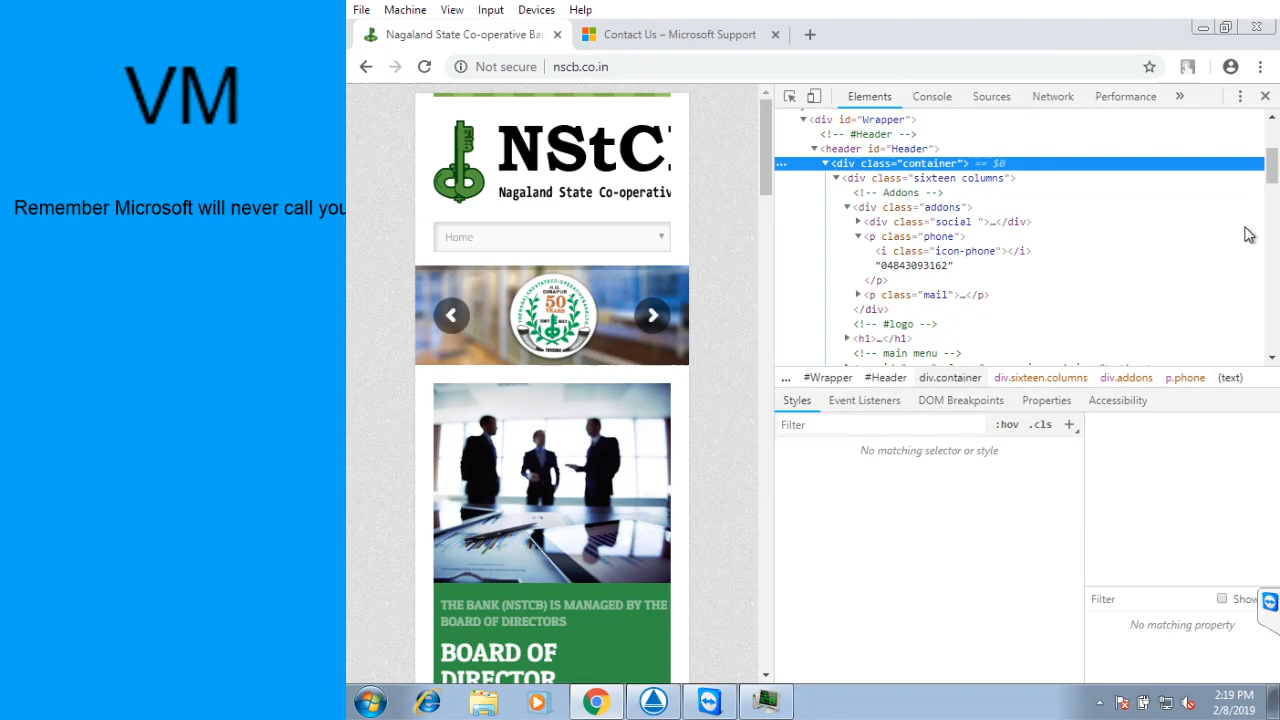 VM
Remember Microsoft will never call you
File Machine View Input Devices Help
Nagaland State Co-operative Ba
Contact Us – Microsoft Support
Not secure nscb.co.in
NStC
Nagaland State Co-operativ
Home
50
YEARS
THE BANK (NSTCB) IS MANAGED BY THE
BOARD OF DIRECTORS
BOARD OF
DIRECTOR
Elements Console Sources Network Performance »
<div id="Wrapper">
<!-- #Header -->
<header id="Header">
... <div class="container"> == $0
<div class="sixteen columns">
<!-- Addons -->
<div class="addons">
<div class="social ">…</div>
<p class="phone">
<i class="icon-phone"></i>
"04843093162"
</p>
<p class="mail">…</p>
</div>
<!-- #logo -->
<h1>…</h1>
<!-- main menu -->
... #Wrapper #Header div.container div.sixteen.columns div.addons p.phone (text)
Styles Event Listeners DOM Breakpoints Properties Accessibility
Filter :hov .cls +
No matching selector or style
Filter Show
No matching property
2:19 PM
2/8/2019